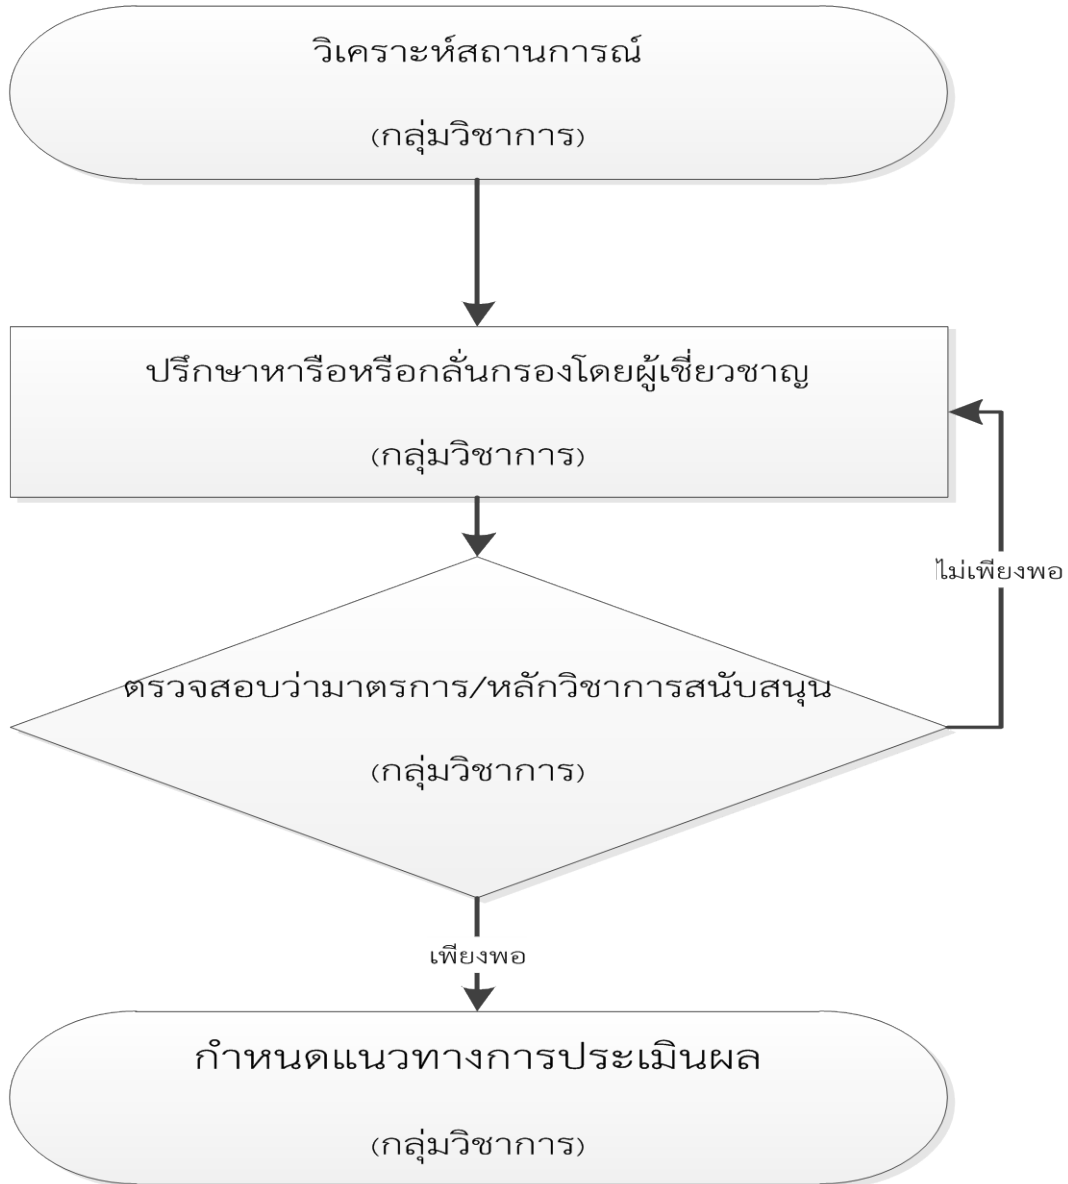 วิเคราะห์สถานการณ์
(กลุ่มวิชาการ)
ปรึกษาหารือหรือกลั่นกรองโดยผู้เชี่ยวชาญ
(กลุ่มวิชาการ)
ไม่เพียงพอ
ตรวจสอบว่ามาตรการ/หลักวิชาการสนับสนุน
(กลุ่มวิชาการ)
เพียงพอ
กำหนดแนวทางการประเมินผล
(กลุ่มวิชาการ)